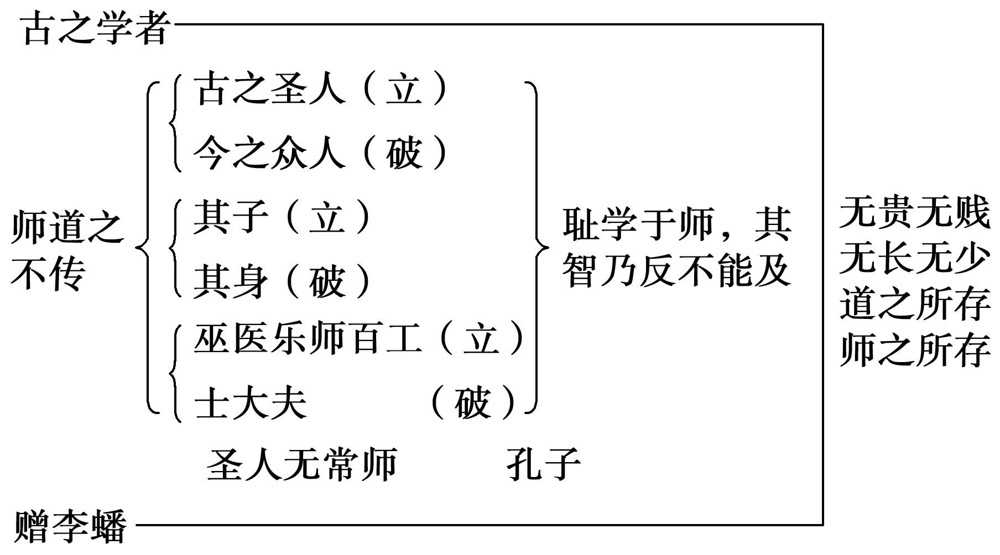 古之学者
古之圣人（立）
今之众人（破）
其子（立）
其身（破）
巫医乐师百工（立）
士大夫（破）
师道之
不传
耻学于师，其
智乃反不能及
无贵无贱
无长无少
道之所存
师之所存
圣人无常师 孔子
赠李蟠